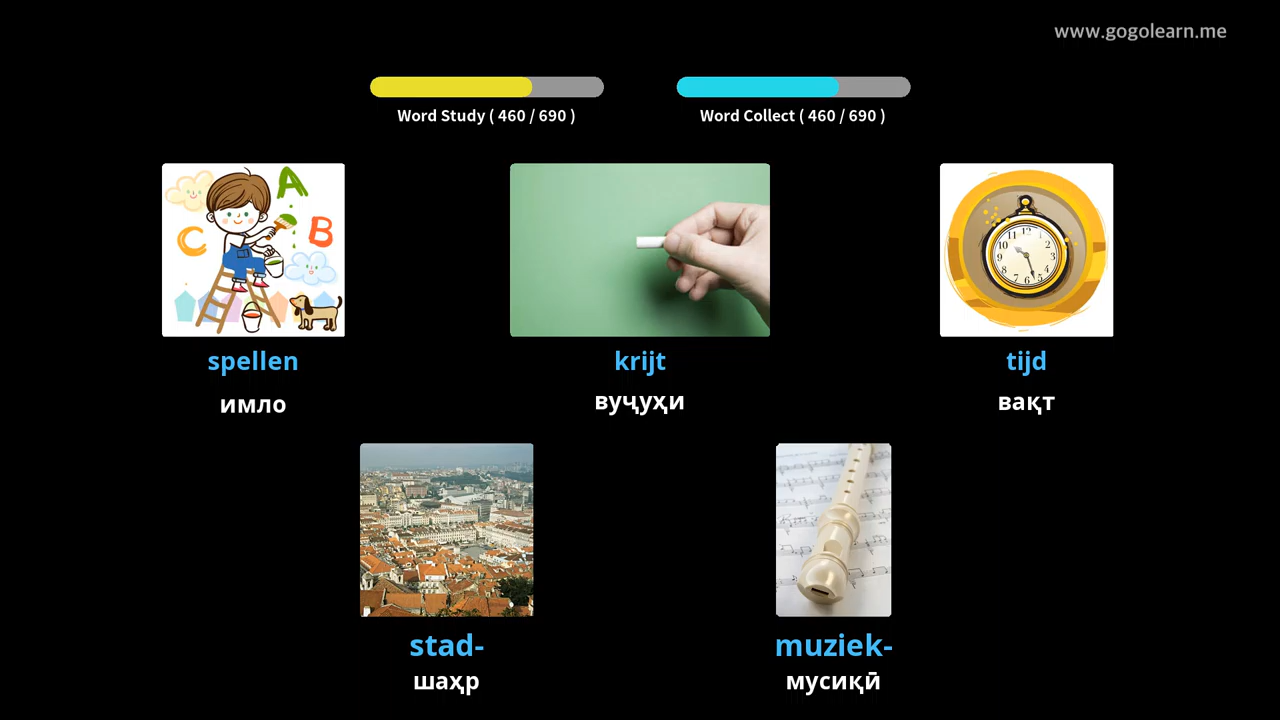 www.gogolearn.me
Word Study ( 460 / 690 )
Word Collect ( 460 / 690 )
A
B
C
spellen
krijt
tijd
имло
вуҷуҳи
вақт
stad-
muziek-
шаҳр
мусиқӣ